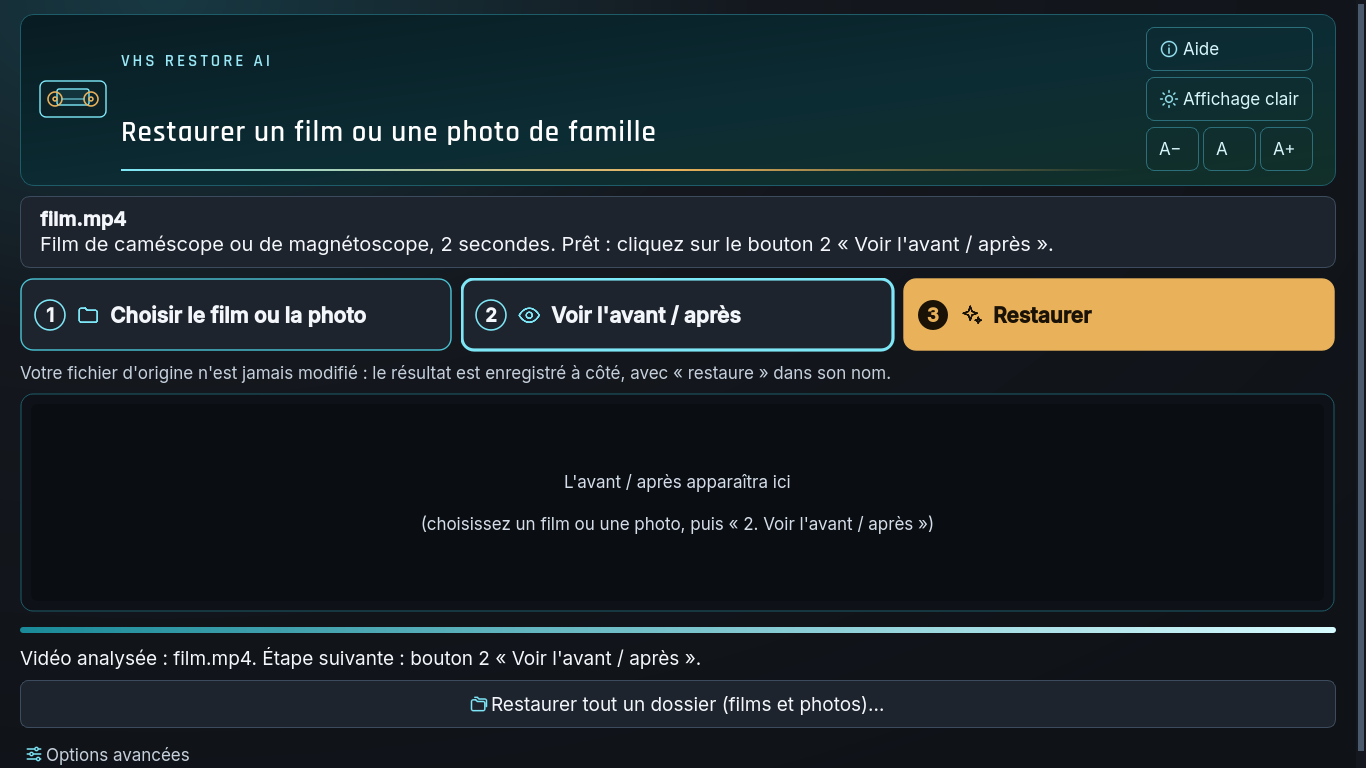 VHS RESTORE AI
Restaurer un film ou une photo de famille
Aide
Affichage clair
A−
A
A+
film.mp4
Film de caméscope ou de magnétoscope, 2 secondes. Prêt : cliquez sur le bouton 2 « Voir l'avant / après ».
1 Choisir le film ou la photo
2 Voir l'avant / après
3 Restaurer
Votre fichier d'origine n'est jamais modifié : le résultat est enregistré à côté, avec « restaure » dans son nom.
L'avant / après apparaîtra ici
(choisissez un film ou une photo, puis « 2. Voir l'avant / après »)
Vidéo analysée : film.mp4. Étape suivante : bouton 2 « Voir l'avant / après ».
Restaurer tout un dossier (films et photos)...
Options avancées